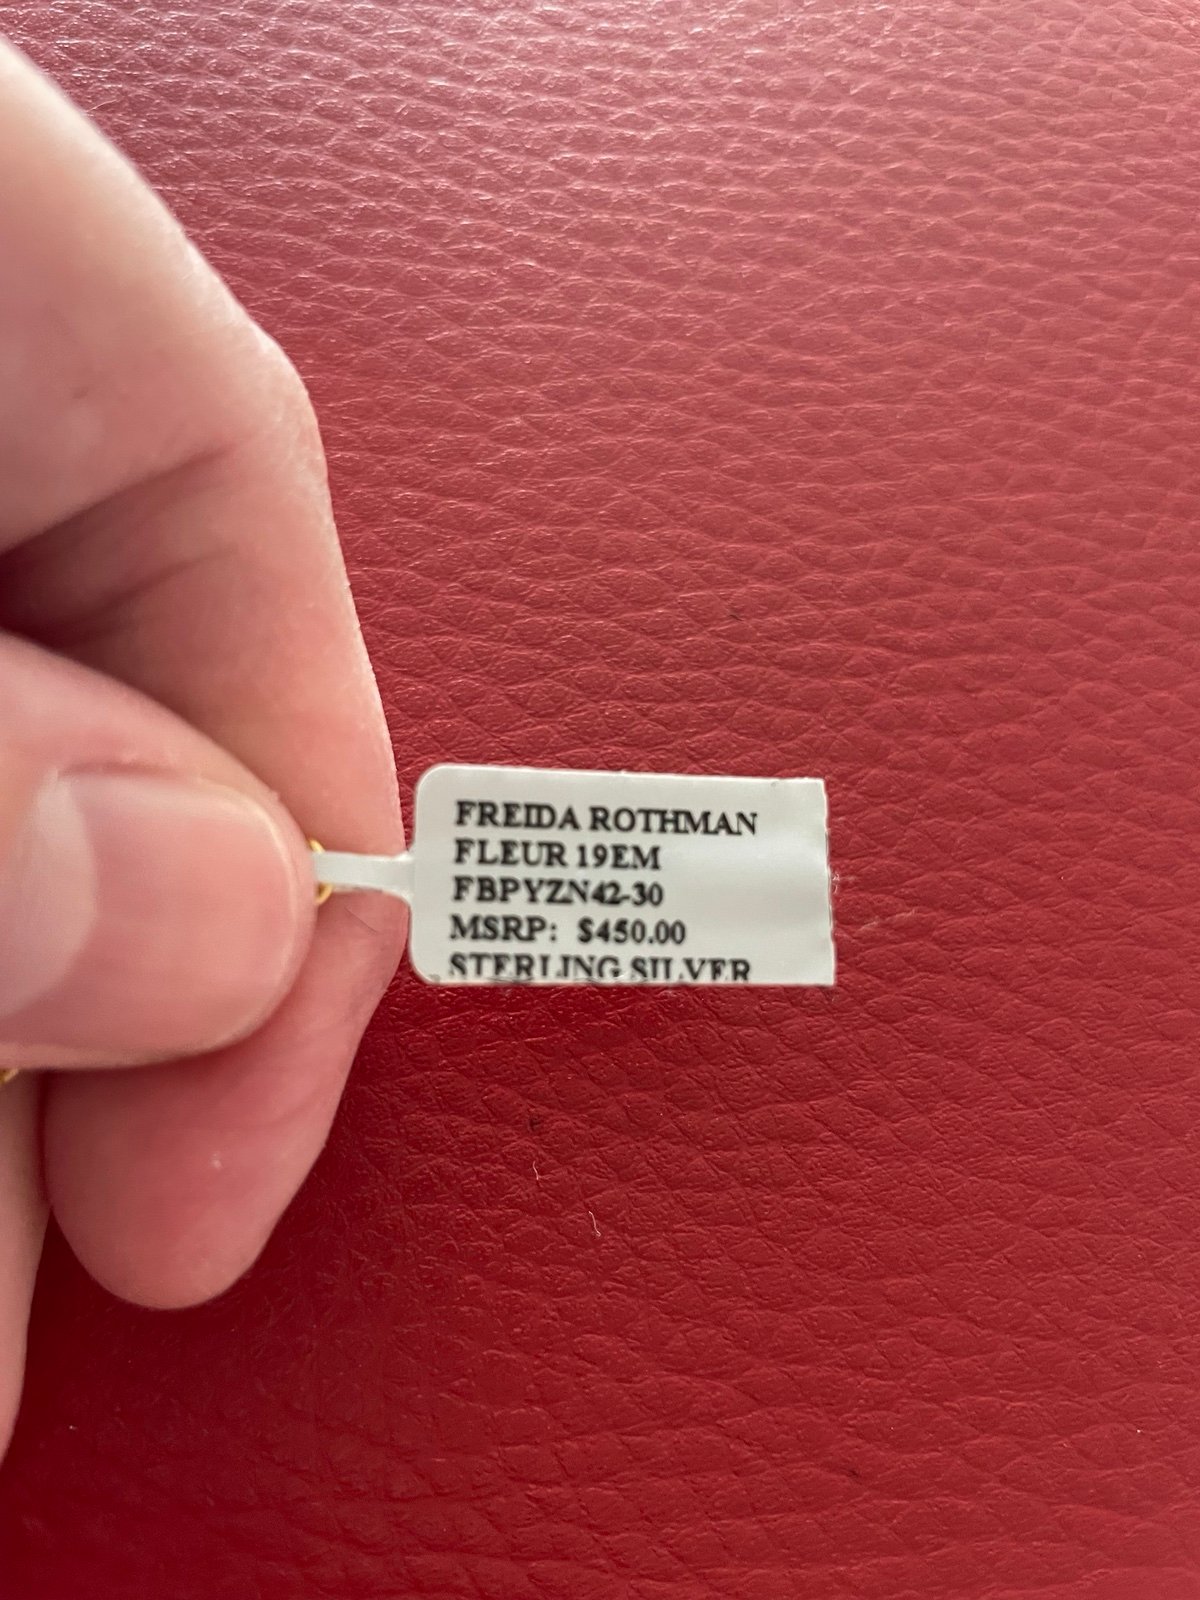 FREIDA ROTHMAN
FLEUR 19EM
FBPYZN42-30
MSRP: $450.00
STERLING SILVER